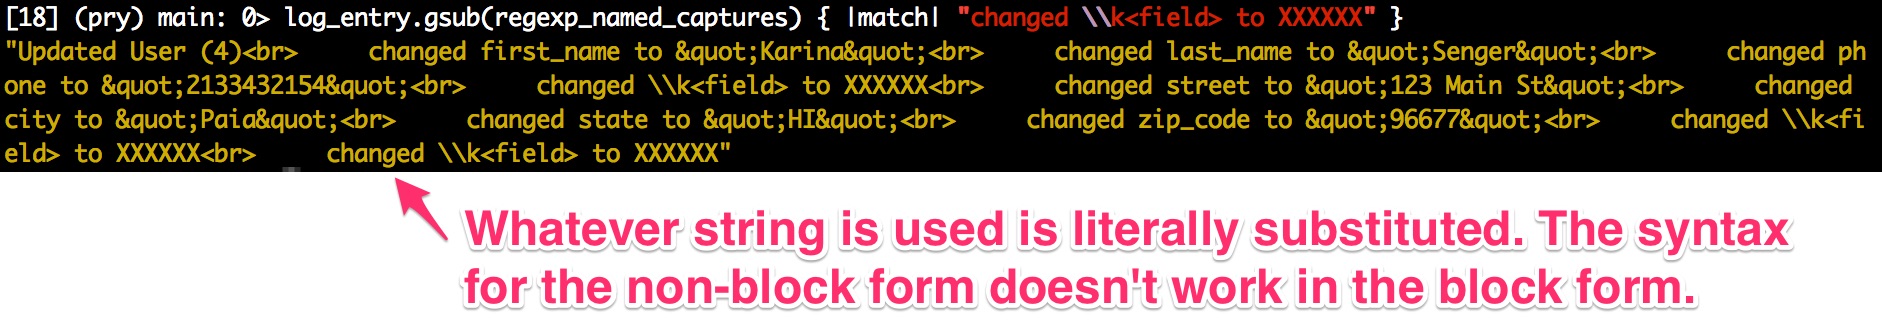 [18] (pry) main: 0> log_entry.gsub(regexp_named_captures) { |match| "changed \\k<field> to XXXXXX" }
"Updated User (4)<br>     changed first_name to &quot;Karina&quot;<br>     changed last_name to &quot;Senger&quot;<br>     changed ph
one to &quot;2133432154&quot;<br>     changed \\k<field> to XXXXXX<br>     changed street to &quot;123 Main St&quot;<br>     changed
city to &quot;Paia&quot;<br>     changed state to &quot;HI&quot;<br>     changed zip_code to &quot;96677&quot;<br>     changed \\k<fi
eld> to XXXXXX<br>     changed \\k<field> to XXXXXX"
Whatever string is used is literally substituted. The syntax
for the non-block form doesn't work in the block form.